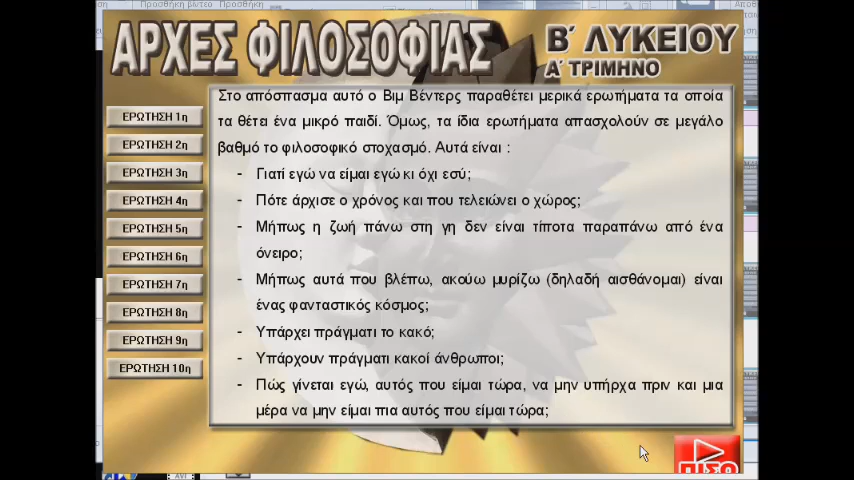 Προσθήκη βίντεο
Προσθήκη
ΑΡΧΕΣ ΦΙΛΟΣΟΦΙΑΣ
Β΄ ΛΥΚΕΙΟΥ
Α΄ ΤΡΙΜΗΝΟ
ΕΡΩΤΗΣΗ 1η
ΕΡΩΤΗΣΗ 2η
ΕΡΩΤΗΣΗ 3η
ΕΡΩΤΗΣΗ 4η
ΕΡΩΤΗΣΗ 5η
ΕΡΩΤΗΣΗ 6η
ΕΡΩΤΗΣΗ 7η
ΕΡΩΤΗΣΗ 8η
ΕΡΩΤΗΣΗ 9η
ΕΡΩΤΗΣΗ 10η
Στο απόσπασμα αυτό ο Βιμ Βέντερς παραθέτει μερικά ερωτήματα τα οποία
τα θέτει ένα μικρό παιδί. Όμως, τα ίδια ερωτήματα απασχολούν σε μεγάλο
βαθμό το φιλοσοφικό στοχασμό. Αυτά είναι :
- Γιατί εγώ να είμαι εγώ κι όχι εσύ;
- Πότε άρχισε ο χρόνος και που τελειώνει ο χώρος;
- Μήπως η ζωή πάνω στη γη δεν είναι τίποτα παραπάνω από ένα
όνειρο;
- Μήπως αυτά που βλέπω, ακούω μυρίζω (δηλαδή αισθάνομαι) είναι
ένας φανταστικός κόσμος;
- Υπάρχει πράγματι το κακό;
- Υπάρχουν πράγματι κακοί άνθρωποι;
- Πώς γίνεται εγώ, αυτός που είμαι τώρα, να μην υπήρχα πριν και μια
μέρα να μην είμαι πια αυτός που είμαι τώρα;
ΠΙΣΩ
AVI